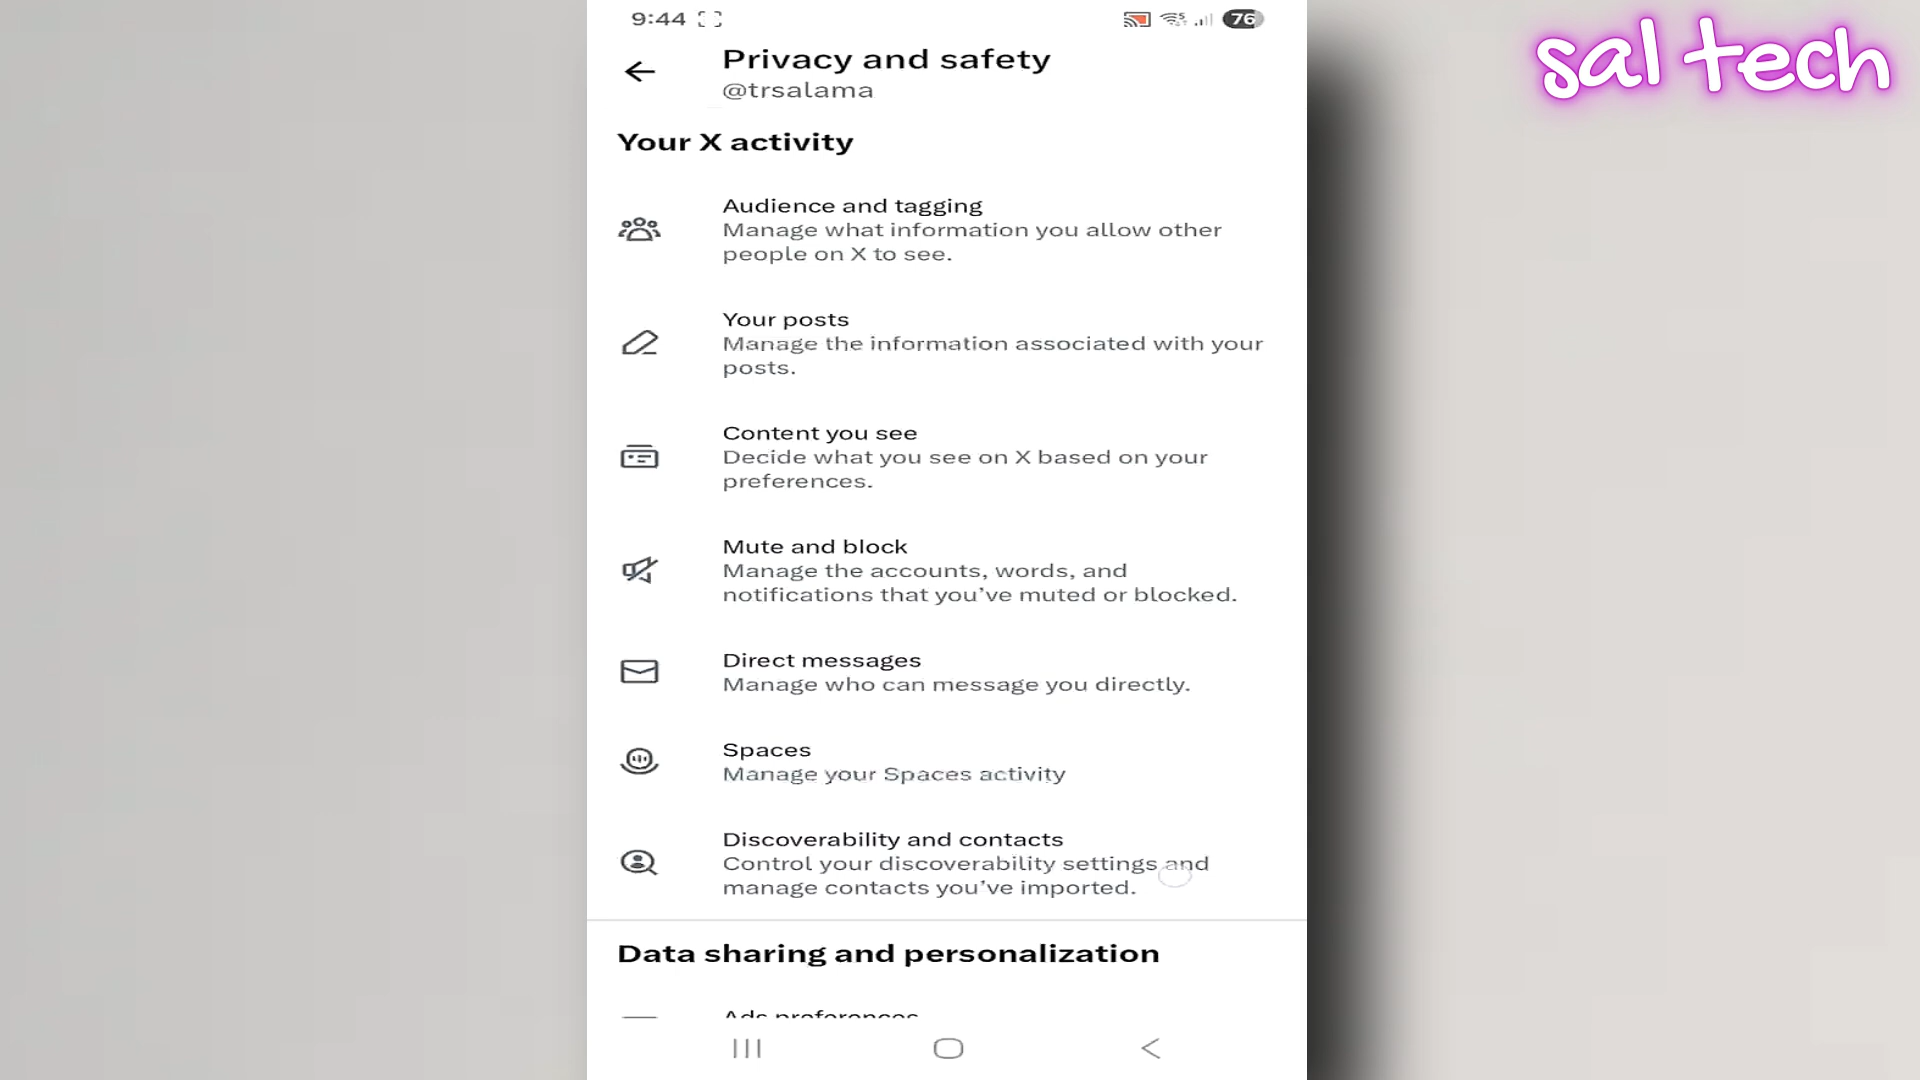 9:44
76
sal tech
Privacy and safety
@trsalama
Your X activity
Audience and tagging
Manage what information you allow other
people on X to see.
Your posts
Manage the information associated with your
posts.
Content you see
Decide what you see on X based on your
preferences.
Mute and block
Manage the accounts, words, and
notifications that you’ve muted or blocked.
Direct messages
Manage who can message you directly.
Spaces
Manage your Spaces activity
Discoverability and contacts
Control your discoverability settings and
manage contacts you’ve imported.
Data sharing and personalization
Ads preferences